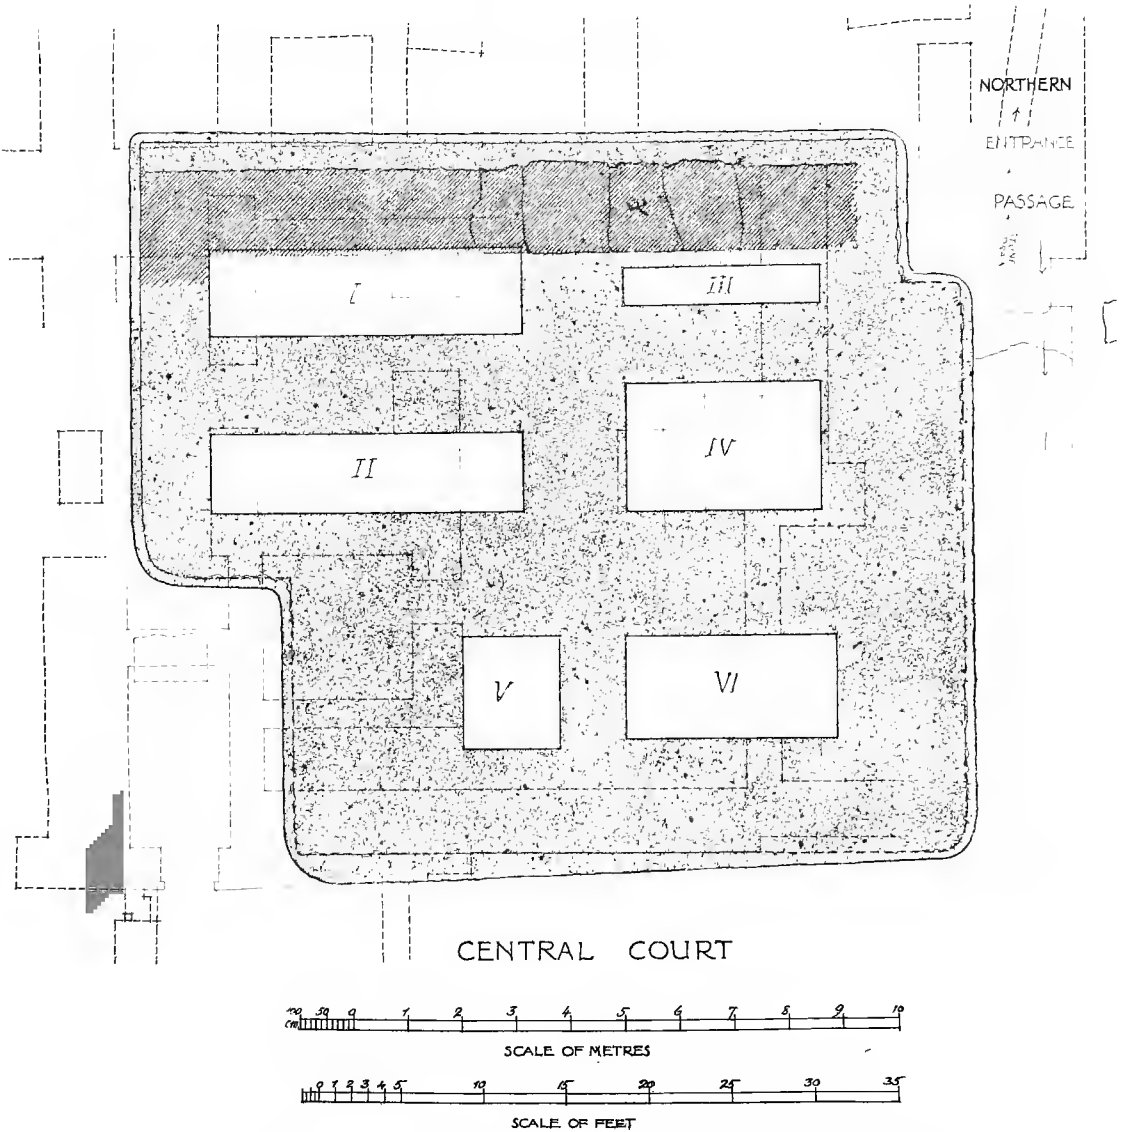 NORTHERN
ENTRANCE
PASSAGE
I
III
II
IV
V
VI
CENTRAL COURT
100 50 0 1 2 3 4 5 6 7 8 9 10
cm
SCALE OF METRES
0 1 2 3 4 5 10 15 20 25 30 35
SCALE OF FEET